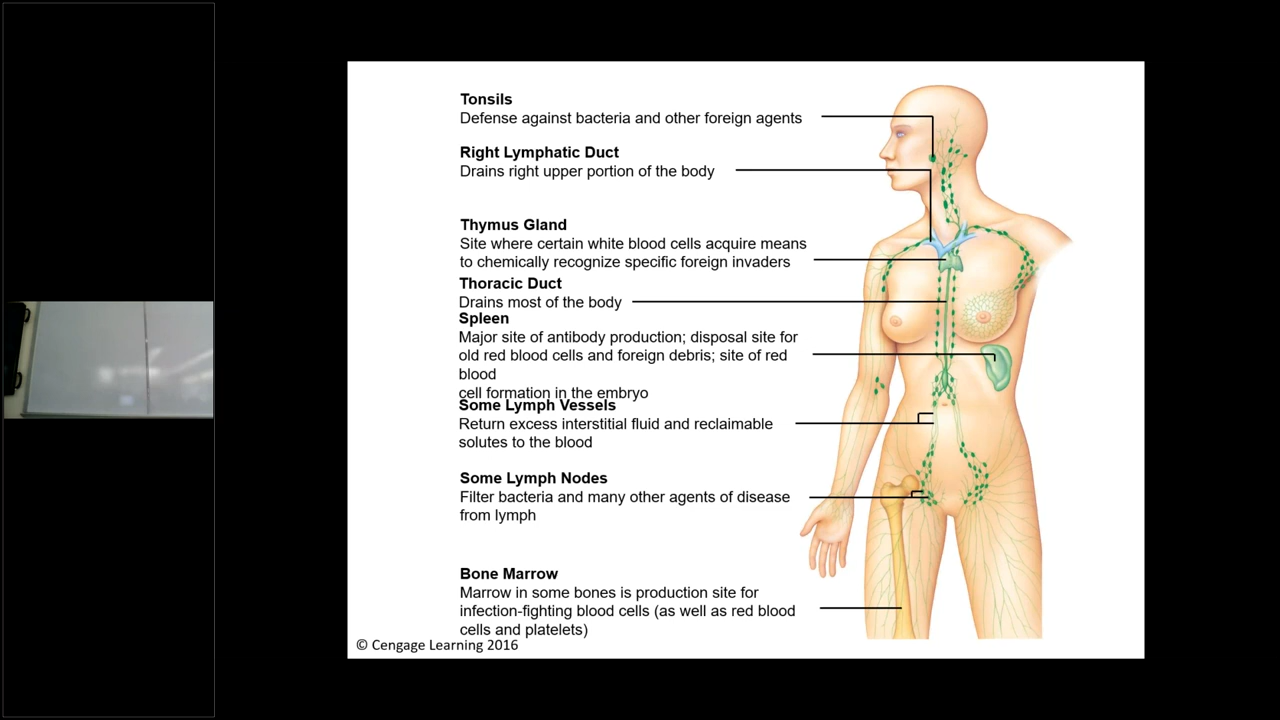 Tonsils
Defense against bacteria and other foreign agents
Right Lymphatic Duct
Drains right upper portion of the body
Thymus Gland
Site where certain white blood cells acquire means
to chemically recognize specific foreign invaders
Thoracic Duct
Drains most of the body
Spleen
Major site of antibody production; disposal site for
old red blood cells and foreign debris; site of red
blood
cell formation in the embryo
Some Lymph Vessels
Return excess interstitial fluid and reclaimable
solutes to the blood
Some Lymph Nodes
Filter bacteria and many other agents of disease
from lymph
Bone Marrow
Marrow in some bones is production site for
infection-fighting blood cells (as well as red blood
cells and platelets)
© Cengage Learning 2016